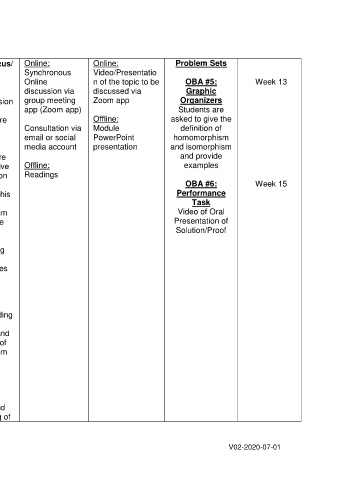 cus/
sion
re
re
ive
on
his
sm
e
g
es
ding
and
of
m
d
g of
Online:
Synchronous
Online
discussion via
group meeting
app (Zoom app)
Consultation via
email or social
media account
Offline:
Readings
Online:
Video/Presentatio
n of the topic to be
discussed via
Zoom app
Offline:
Module
PowerPoint
presentation
Problem Sets
OBA #5:
Graphic
Organizers
Students are
asked to give the
definition of
homomorphism
and isomorphism
and provide
examples
OBA #6:
Performance
Task
Video of Oral
Presentation of
Solution/Proof
Week 13
Week 15
V02-2020-07-01